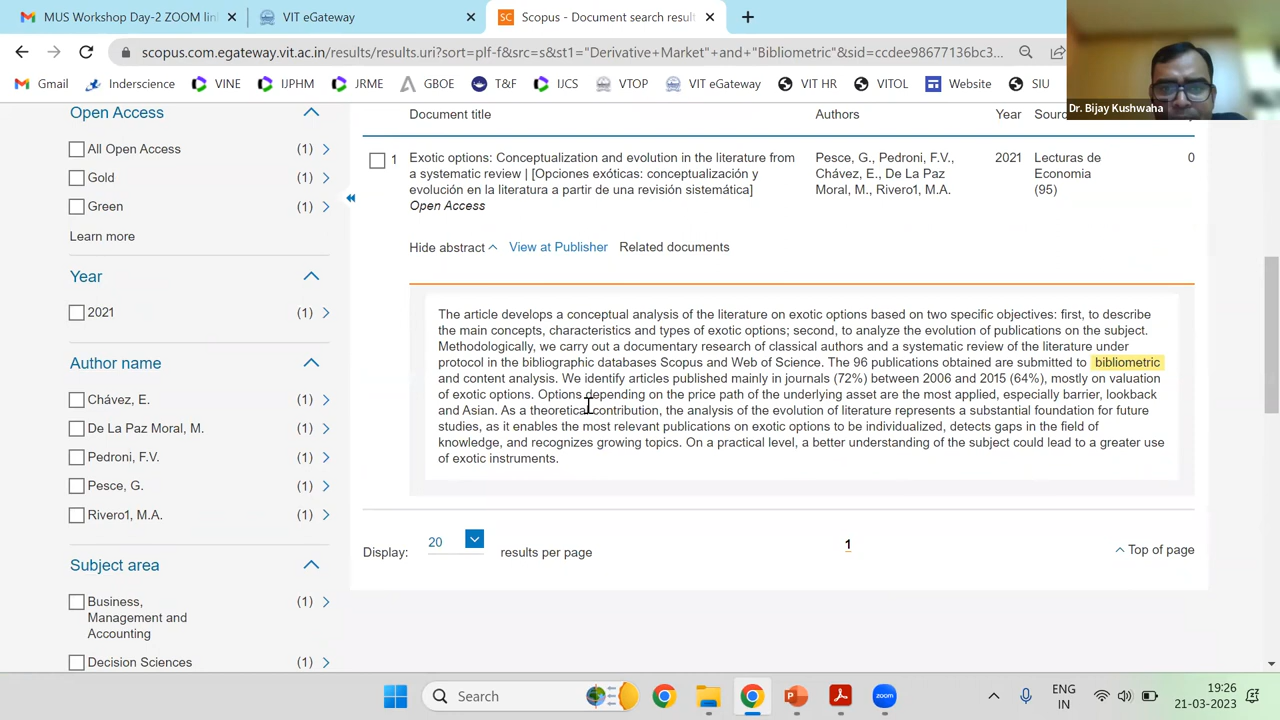 MUS Workshop Day-2 ZOOM lin
VIT eGateway
SC Scopus - Document search result
scopus.com.egateway.vit.ac.in/results/results.uri?sort=plf-f&src=s&st1="Derivative+Market"+and+"Bibliometric"&sid=ccdee98677136bc3...
Gmail
Inderscience
VINE
IJPHM
JRME
GBOE
T&F
IJCS
VTOP
VIT eGateway
VIT HR
VITOL
Website
SIU
Dr. Bijay Kushwaha
Open Access
All Open Access (1)
Gold (1)
Green (1)
Learn more
Year
2021 (1)
Author name
Chávez, E. (1)
De La Paz Moral, M. (1)
Pedroni, F.V. (1)
Pesce, G. (1)
Rivero1, M.A. (1)
Subject area
Business, (1)
Management and
Accounting
Decision Sciences (1)
Document title Authors Year
1 Exotic options: Conceptualization and evolution in the literature from Pesce, G., Pedroni, F.V., 2021 Lecturas de 0
a systematic review | [Opciones exóticas: conceptualización y Chávez, E., De La Paz Economia
evolución en la literatura a partir de una revisión sistemática] Moral, M., Rivero1, M.A. (95)
Open Access
Hide abstract View at Publisher Related documents
The article develops a conceptual analysis of the literature on exotic options based on two specific objectives: first, to describe
the main concepts, characteristics and types of exotic options; second, to analyze the evolution of publications on the subject.
Methodologically, we carry out a documentary research of classical authors and a systematic review of the literature under
protocol in the bibliographic databases Scopus and Web of Science. The 96 publications obtained are submitted to bibliometric
and content analysis. We identify articles published mainly in journals (72%) between 2006 and 2015 (64%), mostly on valuation
of exotic options. Options depending on the price path of the underlying asset are the most applied, especially barrier, lookback
and Asian. As a theoretical contribution, the analysis of the evolution of literature represents a substantial foundation for future
studies, as it enables the most relevant publications on exotic options to be individualized, detects gaps in the field of
knowledge, and recognizes growing topics. On a practical level, a better understanding of the subject could lead to a greater use
of exotic instruments.
Display: 20 results per page
1
Top of page
Search
zoom
ENG
IN
19:26
21-03-2023